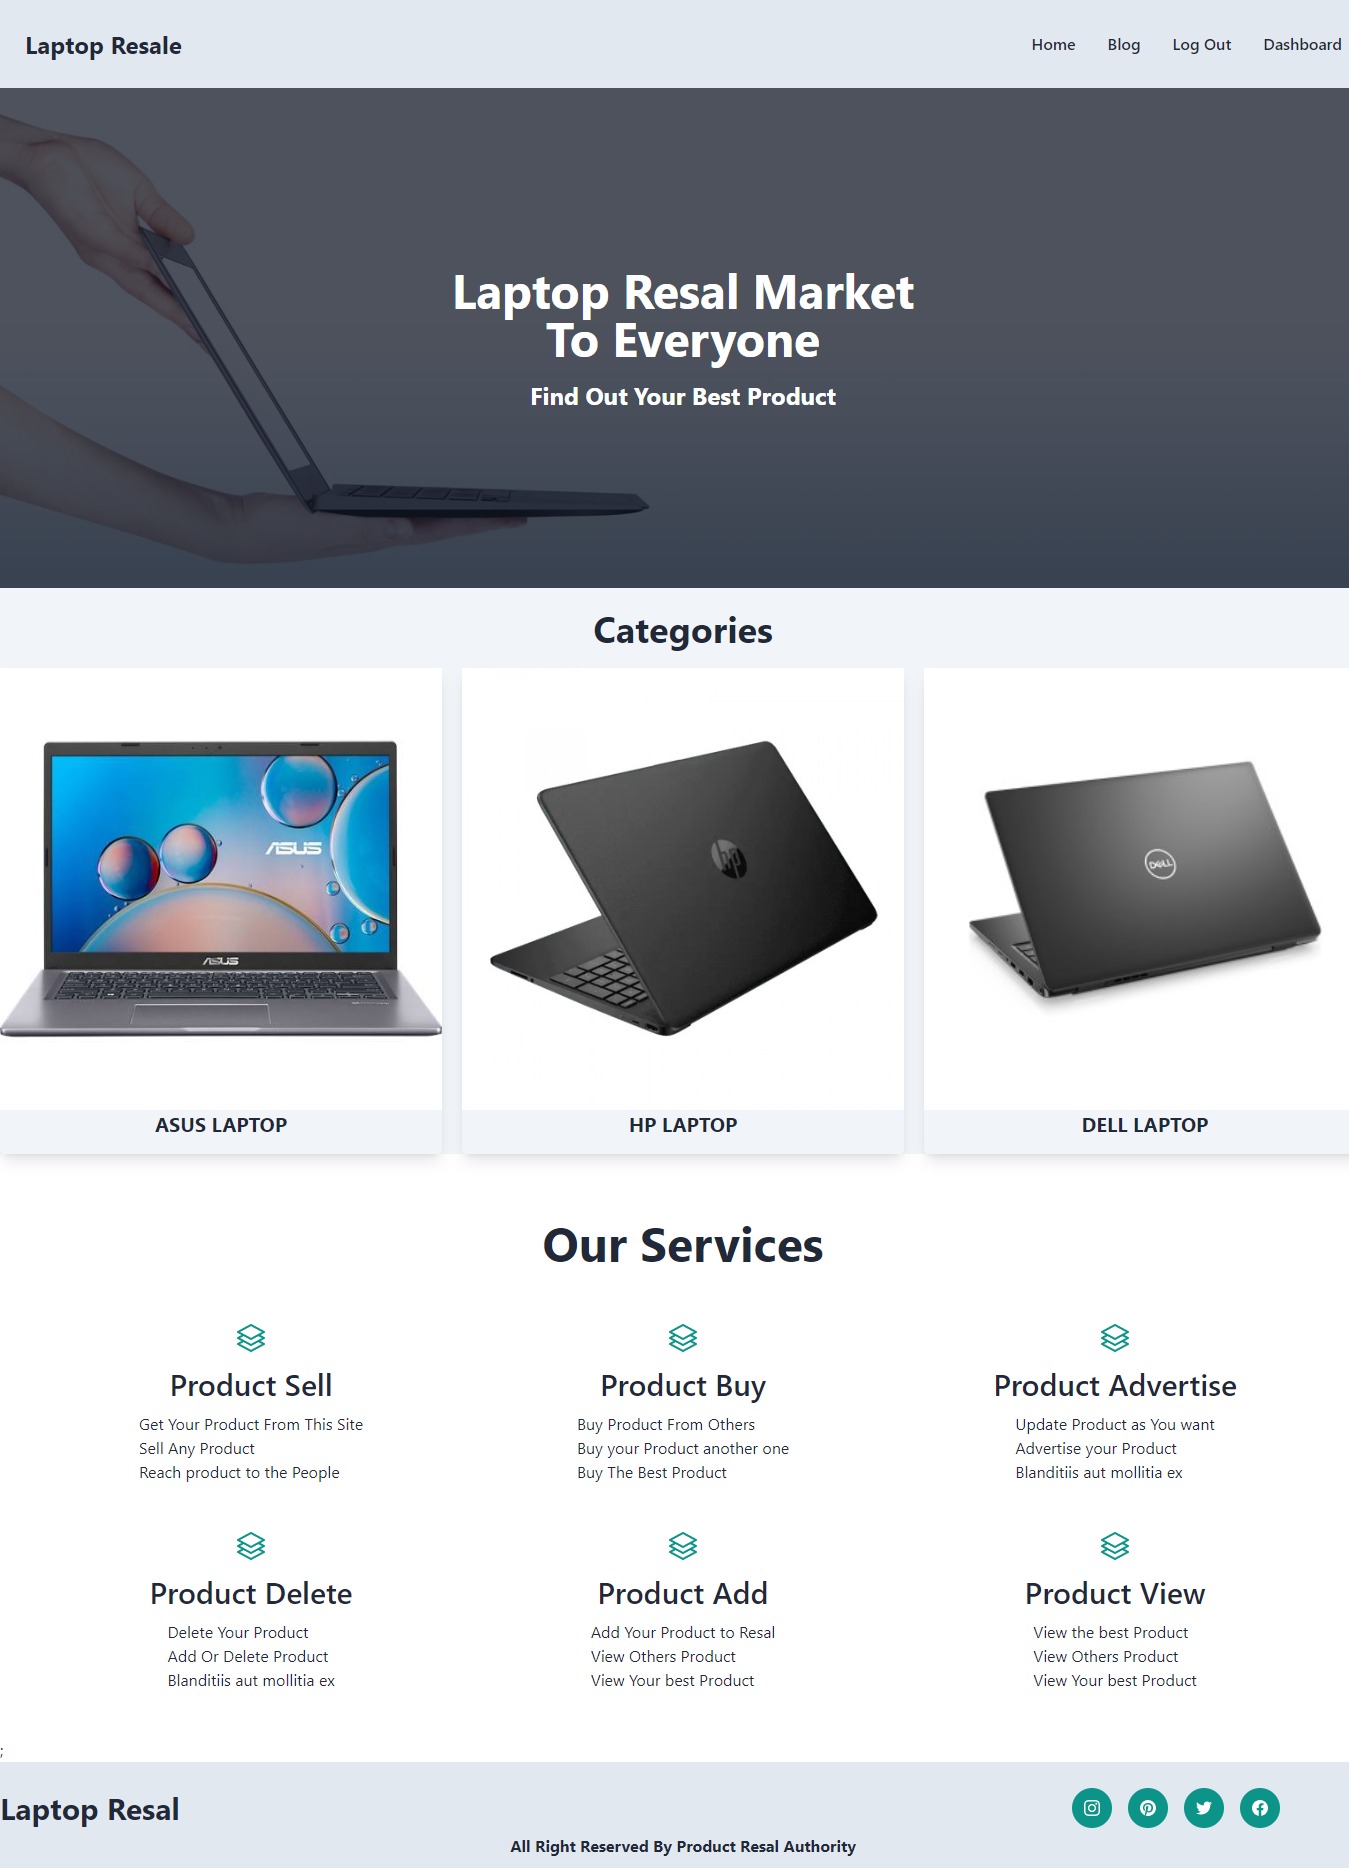 Laptop Resale
Home Blog Log Out Dashboard
Laptop Resal Market
To Everyone
Find Out Your Best Product
Categories
ASUS
ASUS
hp
DELL
ASUS LAPTOP
HP LAPTOP
DELL LAPTOP
Our Services
Product Sell
Get Your Product From This Site
Sell Any Product
Reach product to the People
Product Buy
Buy Product From Others
Buy your Product another one
Buy The Best Product
Product Advertise
Update Product as You want
Advertise your Product
Blanditiis aut mollitia ex
Product Delete
Delete Your Product
Add Or Delete Product
Blanditiis aut mollitia ex
Product Add
Add Your Product to Resal
View Others Product
View Your best Product
Product View
View the best Product
View Others Product
View Your best Product
;
Laptop Resal
All Right Reserved By Product Resal Authority